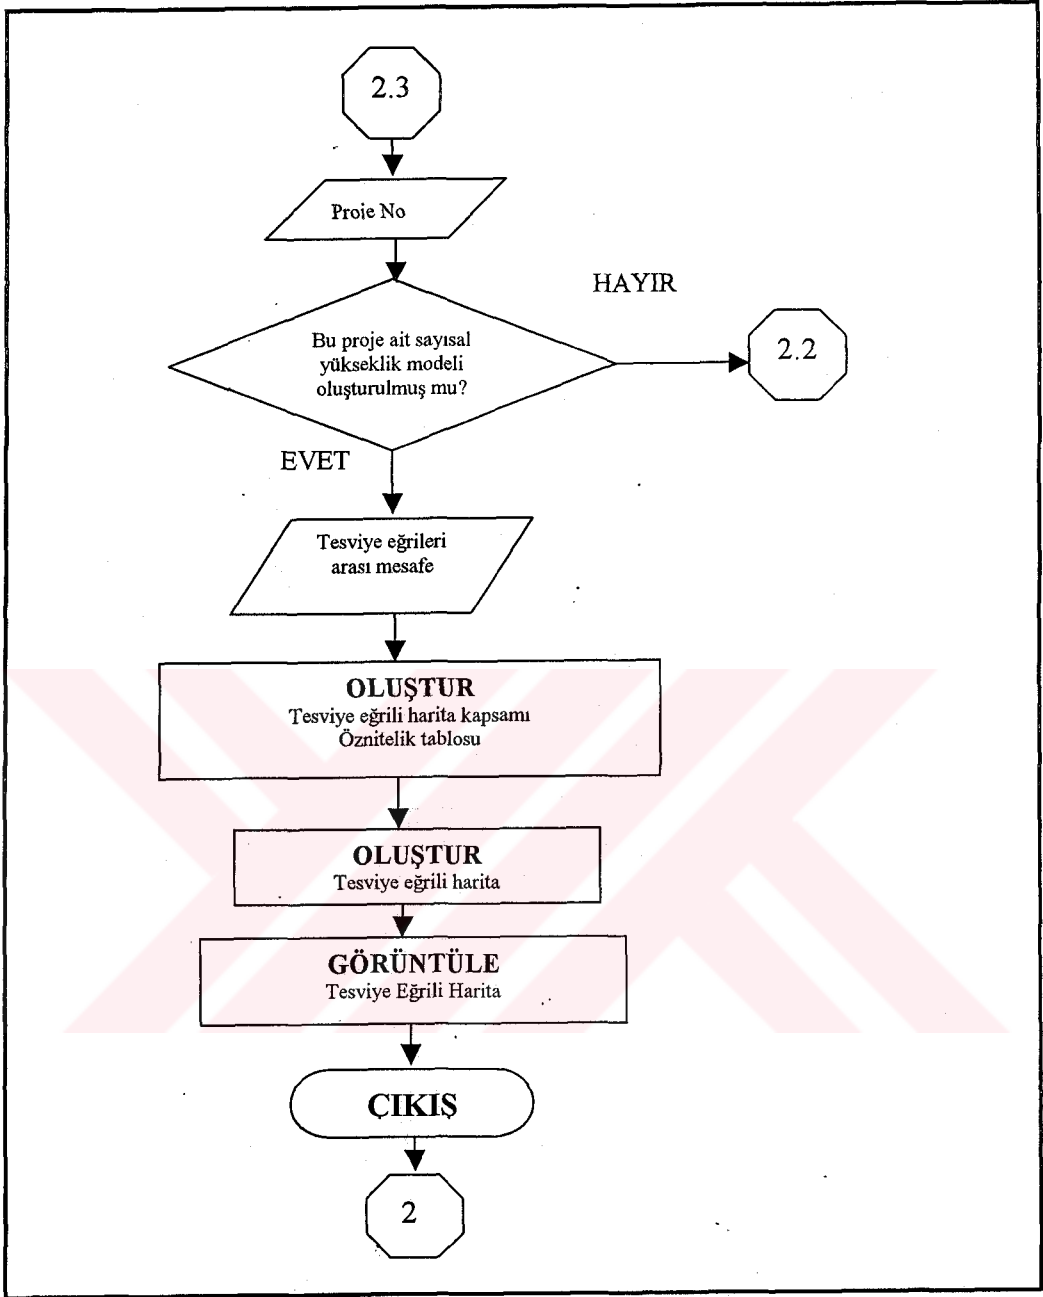 2.3
Proje No
HAYIR
Bu proje ait sayısal
yükseklik modeli
oluşturulmuş mu?
2.2
EVET
Tesviye eğrileri
arası mesafe
OLUŞTUR
Tesviye eğrili harita kapsamı
Öznitelik tablosu
OLUŞTUR
Tesviye eğrili harita
GÖRÜNTÜLE
Tesviye Eğrili Harita
ÇIKIŞ
2